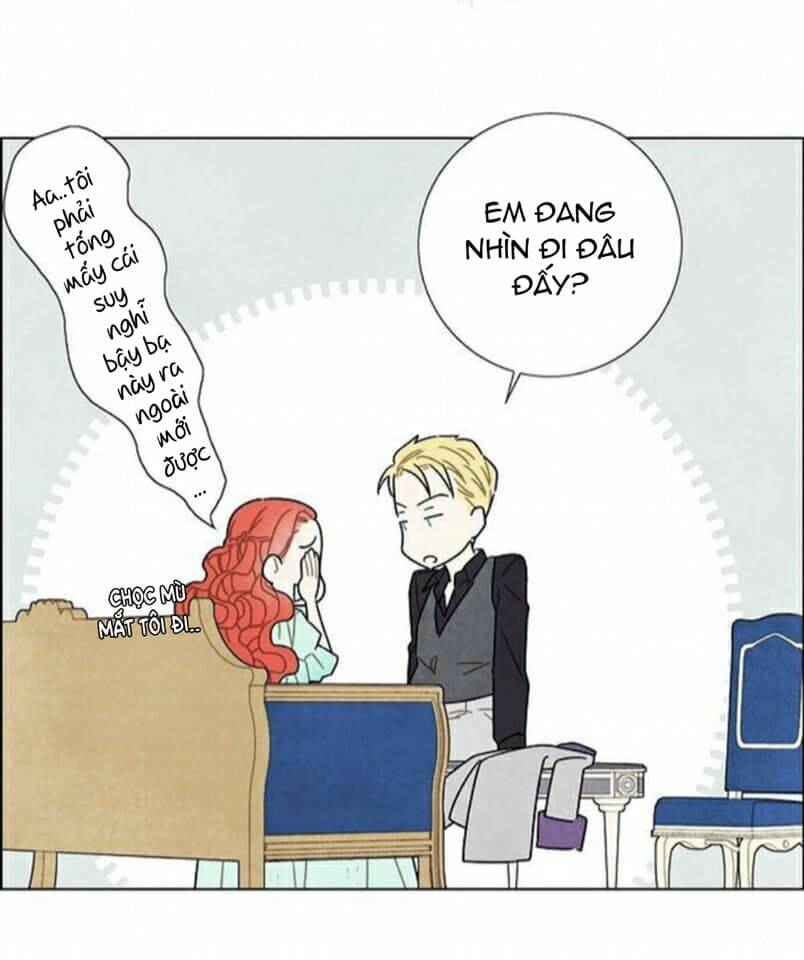 Aa..tôi
phải
tống
mấy cái
suy
nghĩ
bậy bạ
này ra
ngoài
mới
được
...
EM ĐANG
NHÌN ĐI ĐÂU
ĐẤY?
CHỌC MÙ
MẮT TÔI ĐI..